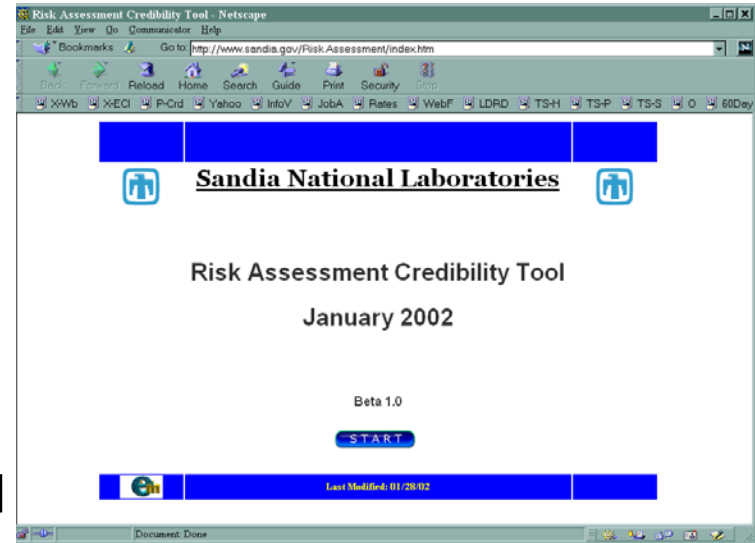 Risk Assessment Credibility Tool - Netscape
File Edit View Go Communicator Help
Bookmarks Go to: http://www.sandia.gov/Risk Assessment/index.htm
Back Forward Reload Home Search Guide Print Security Stop
X-Wb X-ECI P-Crd Yahoo InfoV JobA Rates WebF LDRD TS-H TS-P TS-S O 60Day
Sandia National Laboratories
Risk Assessment Credibility Tool
January 2002
Beta 1.0
START
em
Last Modified: 01/28/02
Document: Done